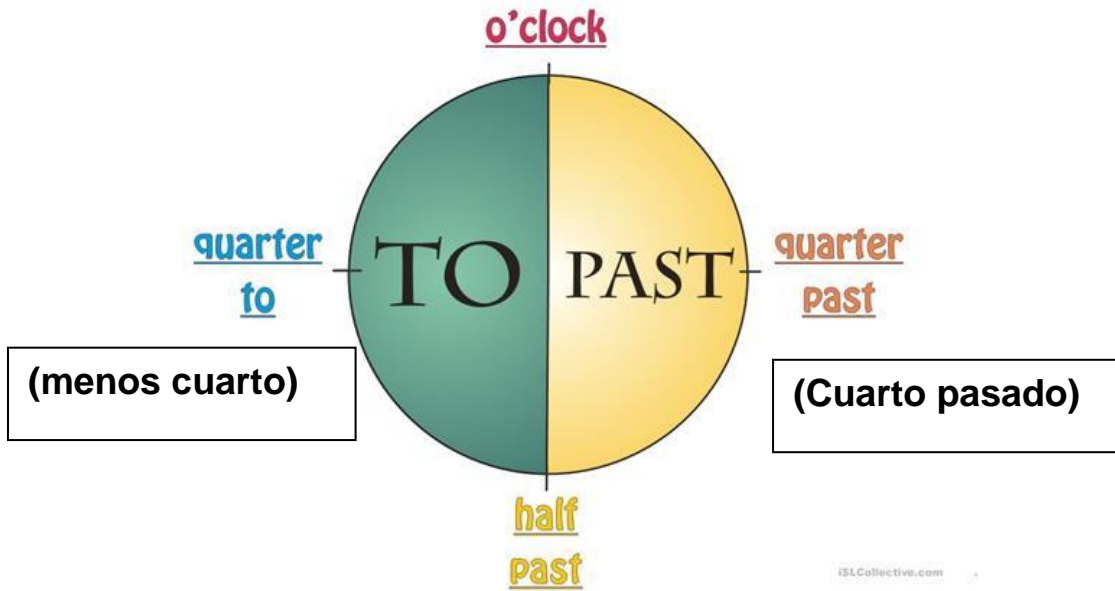 o'clock
quarter
to
TO
PAST
quarter
past
(menos cuarto)
(Cuarto pasado)
half
past
iSLCollective.com